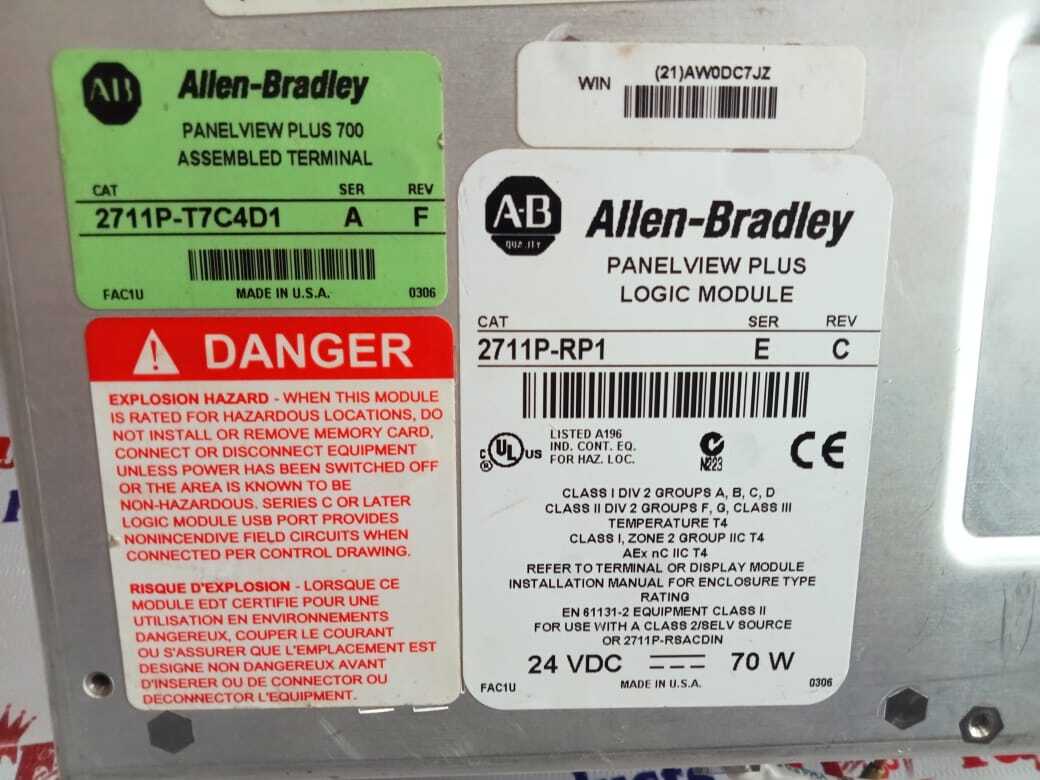 AB Allen-Bradley
PANELVIEW PLUS 700
ASSEMBLED TERMINAL
CAT SER REV
2711P-T7C4D1 A F
FAC1U MADE IN U.S.A. 0306
DANGER
EXPLOSION HAZARD - WHEN THIS MODULE
IS RATED FOR HAZARDOUS LOCATIONS, DO
NOT INSTALL OR REMOVE MEMORY CARD,
CONNECT OR DISCONNECT EQUIPMENT
UNLESS POWER HAS BEEN SWITCHED OFF
OR THE AREA IS KNOWN TO BE
NON-HAZARDOUS. SERIES C OR LATER
LOGIC MODULE USB PORT PROVIDES
NONINCENDIVE FIELD CIRCUITS WHEN
CONNECTED PER CONTROL DRAWING.
RISQUE D'EXPLOSION - LORSQUE CE
MODULE EDT CERTIFIE POUR UNE
UTILISATION EN ENVIRONNEMENTS
DANGEREUX, COUPER LE COURANT
OU S'ASSURER QUE L'EMPLACEMENT EST
DESIGNE NON DANGEREUX AVANT
D'INSERER OU DE CONNECTOR OU
DECONNECTOR L'EQUIPMENT.
WIN (21)AW0DC7JZ
A-B QUALITY Allen-Bradley
PANELVIEW PLUS
LOGIC MODULE
CAT SER REV
2711P-RP1 E C
c UL US
LISTED A196
IND. CONT. EQ.
FOR HAZ. LOC.
N223
CE
CLASS I DIV 2 GROUPS A, B, C, D
CLASS II DIV 2 GROUPS F, G, CLASS III
TEMPERATURE T4
CLASS I, ZONE 2 GROUP IIC T4
AEx nC IIC T4
REFER TO TERMINAL OR DISPLAY MODULE
INSTALLATION MANUAL FOR ENCLOSURE TYPE
RATING
EN 61131-2 EQUIPMENT CLASS II
FOR USE WITH A CLASS 2/SELV SOURCE
OR 2711P-RSACDIN
24 VDC 70 W
FAC1U MADE IN U.S.A. 0306